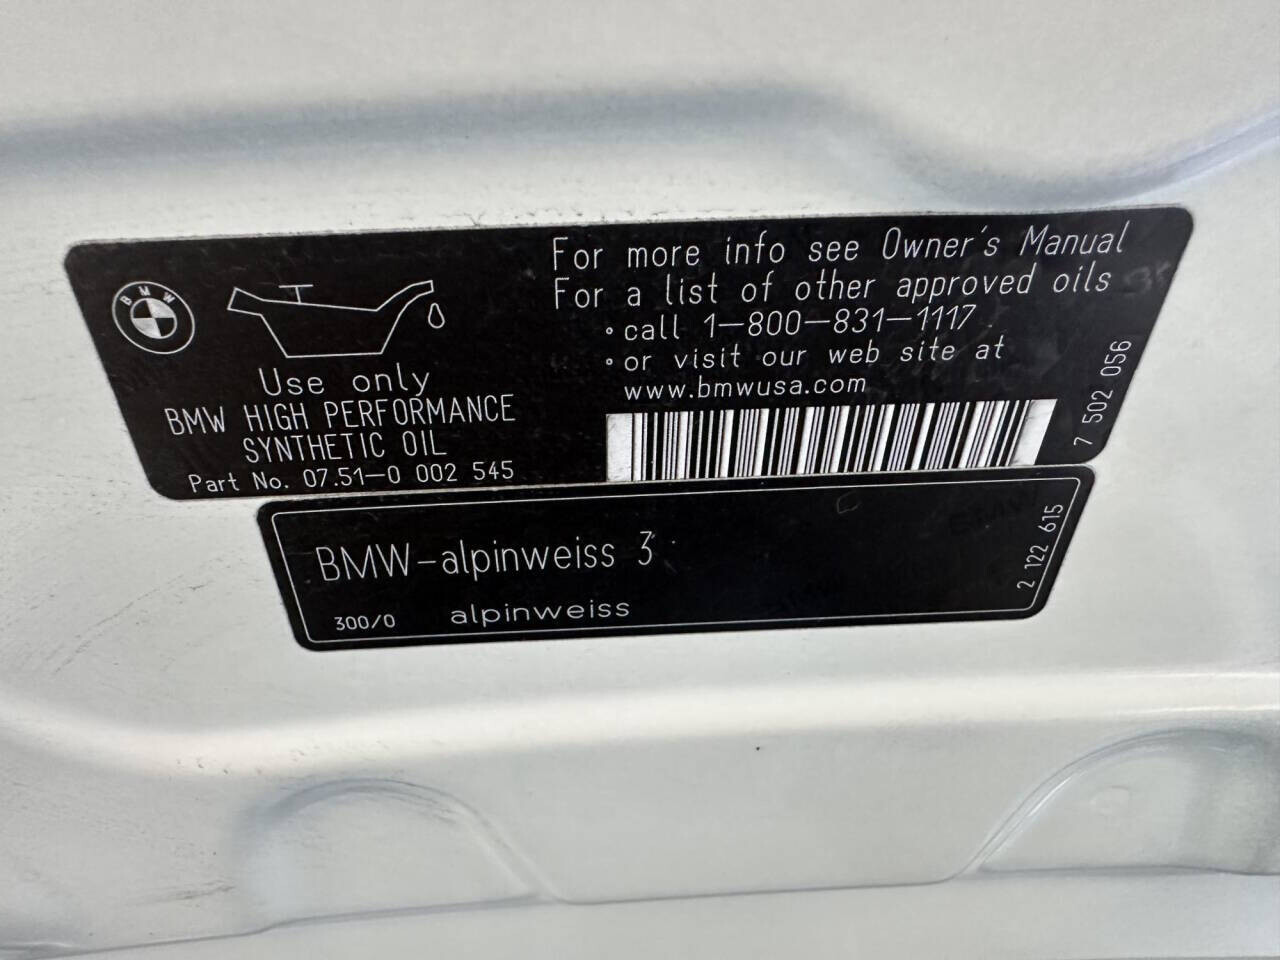 BMW
Use only
BMW HIGH PERFORMANCE
SYNTHETIC OIL
Part No. 07.51-0 002 545
For more info see Owner's Manual
For a list of other approved oils
• call 1-800-831-1117
• or visit our web site at
www.bmwusa.com
7 502 056
BMW-alpinweiss 3
300/0 alpinweiss
2 122 615